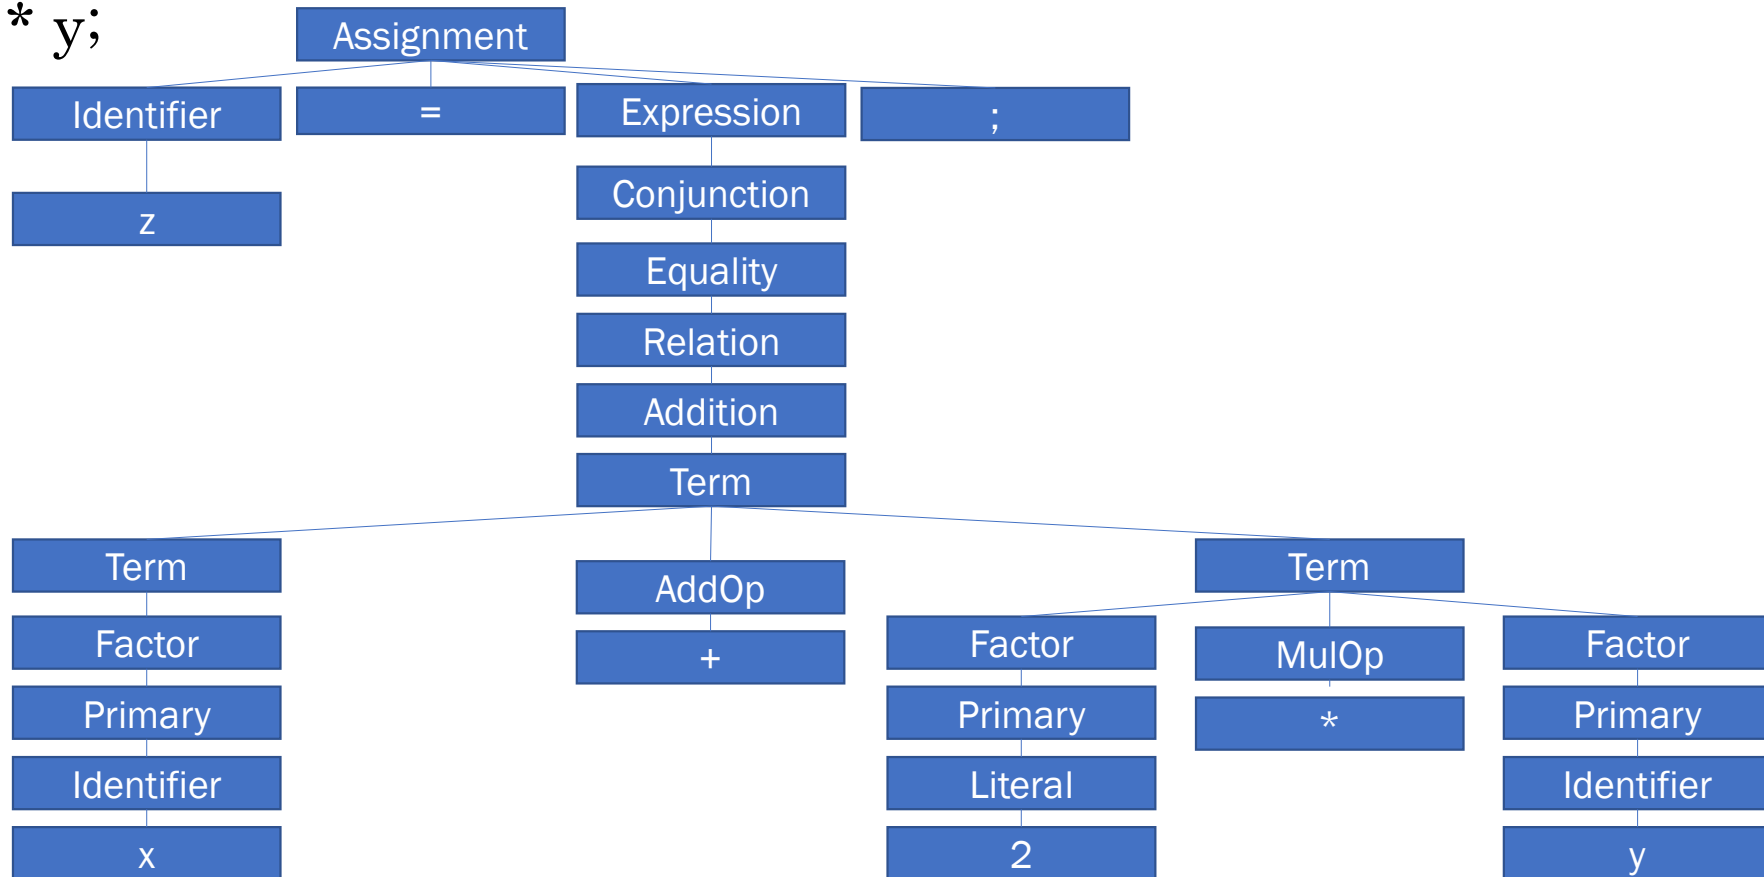 * y;
Assignment
Identifier = Expression ;
Conjunction
z
Equality
Relation
Addition
Term
Term AddOp Term
Factor + Factor MulOp Factor
Primary Primary * Primary
Identifier Literal Identifier
x 2 y